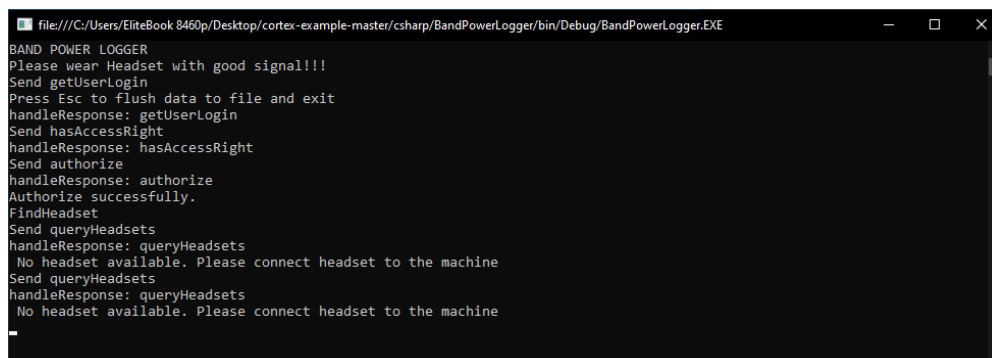 file:///C:/Users/EliteBook 8460p/Desktop/cortex-example-master/csharp/BandPowerLogger/bin/Debug/BandPowerLogger.EXE
BAND POWER LOGGER
Please wear Headset with good signal!!!
Send getUserLogin
Press Esc to flush data to file and exit
handleResponse: getUserLogin
Send hasAccessRight
handleResponse: hasAccessRight
Send authorize
handleResponse: authorize
Authorize successfully.
FindHeadset
Send queryHeadsets
handleResponse: queryHeadsets
No headset available. Please connect headset to the machine
Send queryHeadsets
handleResponse: queryHeadsets
No headset available. Please connect headset to the machine